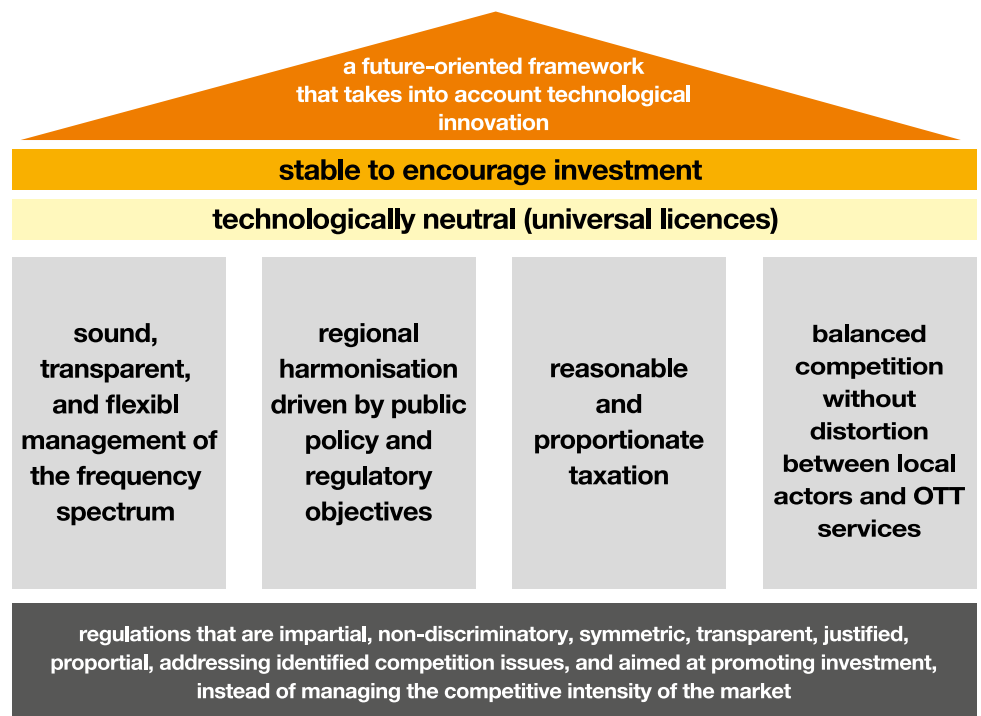 a future-oriented framework
that takes into account technological
innovation
stable to encourage investment
technologically neutral (universal licences)
sound,
transparent,
and flexibl
management of
the frequency
spectrum
regional
harmonisation
driven by public
policy and
regulatory
objectives
reasonable
and
proportionate
taxation
balanced
competition
without
distortion
between local
actors and OTT
services
regulations that are impartial, non-discriminatory, symmetric, transparent, justified,
proportial, addressing identified competition issues, and aimed at promoting investment,
instead of managing the competitive intensity of the market